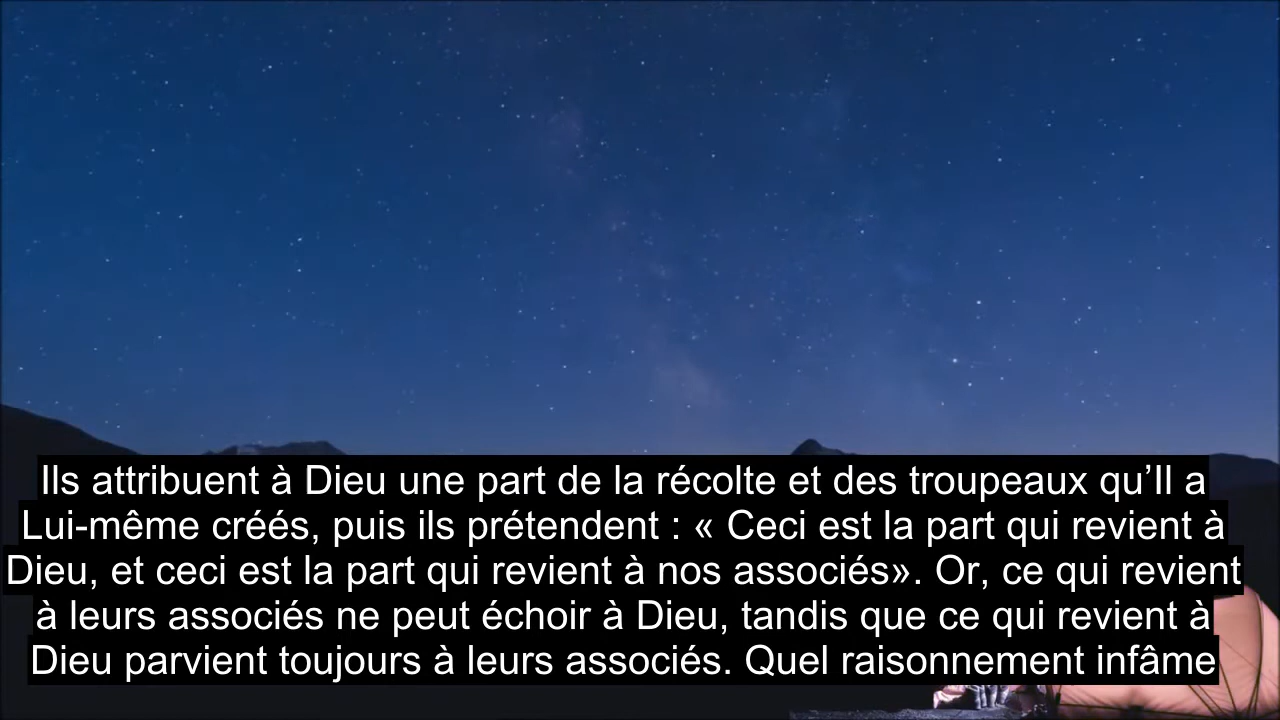 Ils attribuent à Dieu une part de la récolte et des troupeaux qu’Il a
Lui-même créés, puis ils prétendent : « Ceci est la part qui revient à
Dieu, et ceci est la part qui revient à nos associés». Or, ce qui revient
à leurs associés ne peut échoir à Dieu, tandis que ce qui revient à
Dieu parvient toujours à leurs associés. Quel raisonnement infâme